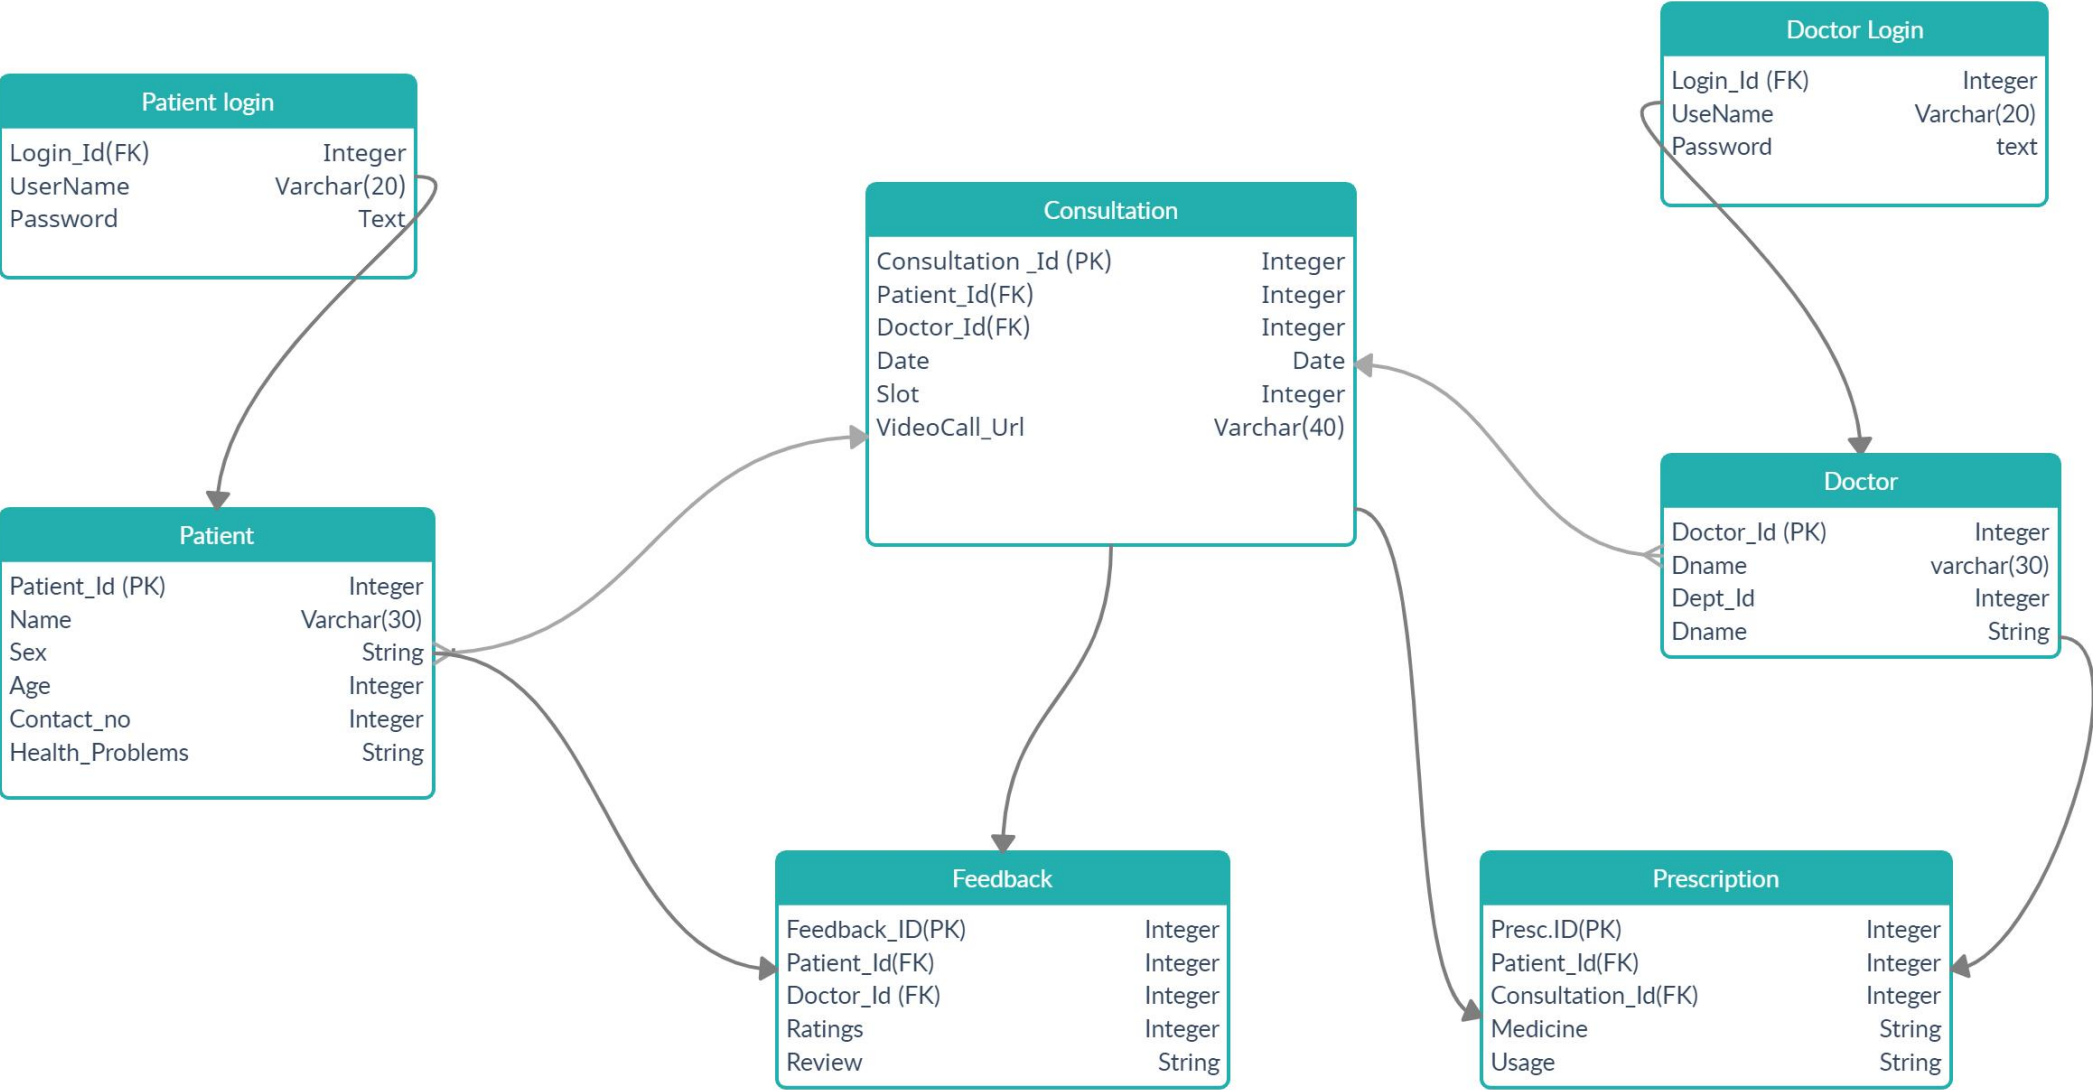 Patient login
Login_Id(FK) Integer
UserName Varchar(20)
Password Text
Patient
Patient_Id (PK) Integer
Name Varchar(30)
Sex String
Age Integer
Contact_no Integer
Health_Problems String
Consultation
Consultation _Id (PK) Integer
Patient_Id(FK) Integer
Doctor_Id(FK) Integer
Date Date
Slot Integer
VideoCall_Url Varchar(40)
Feedback
Feedback_ID(PK) Integer
Patient_Id(FK) Integer
Doctor_Id (FK) Integer
Ratings Integer
Review String
Doctor Login
Login_Id (FK) Integer
UseName Varchar(20)
Password text
Doctor
Doctor_Id (PK) Integer
Dname varchar(30)
Dept_Id Integer
Dname String
Prescription
Presc.ID(PK) Integer
Patient_Id(FK) Integer
Consultation_Id(FK) Integer
Medicine String
Usage String